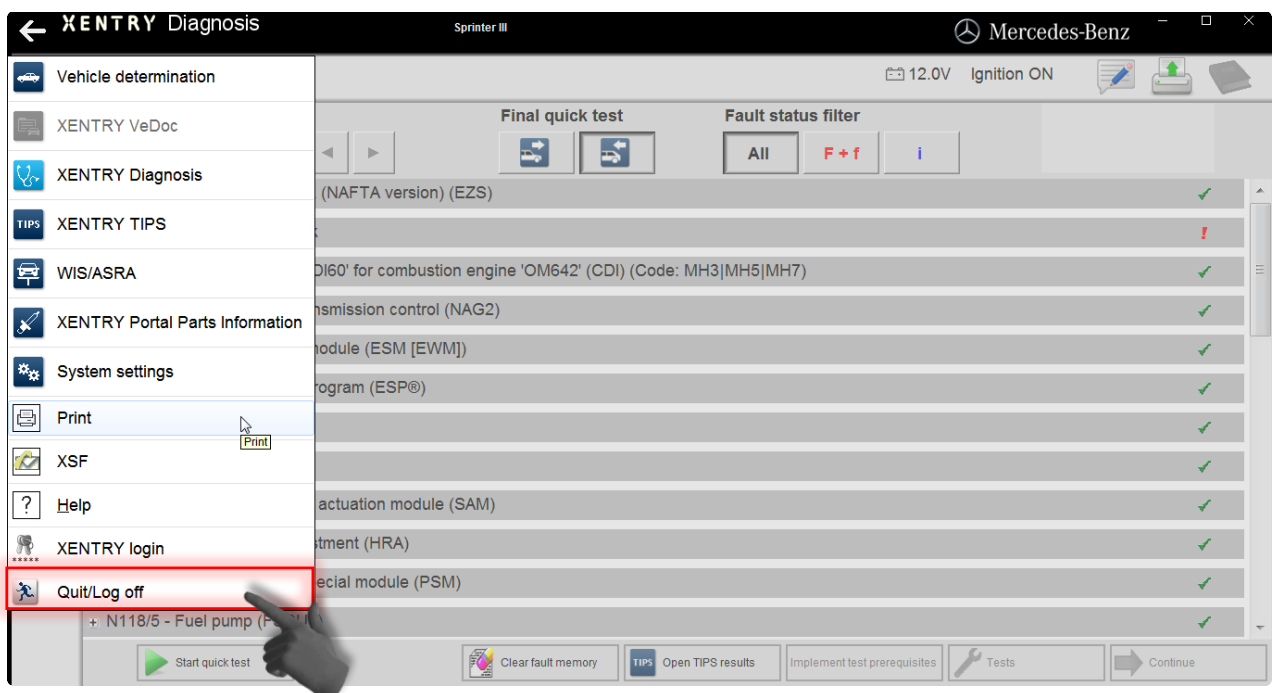 XENTRY Diagnosis
Sprinter III
Mercedes-Benz
Vehicle determination
12.0V
Ignition ON
XENTRY VeDoc
Final quick test
Fault status filter
All
F + f
i
XENTRY Diagnosis
(NAFTA version) (EZS)
TIPS
XENTRY TIPS
!
WIS/ASRA
DI60' for combustion engine 'OM642' (CDI) (Code: MH3|MH5|MH7)
XENTRY Portal Parts Information
nsmission control (NAG2)
odule (ESM [EWM])
System settings
rogram (ESP®)
Print
Print
XSF
? Help
actuation module (SAM)
XENTRY login
*****
stment (HRA)
Quit/Log off
ecial module (PSM)
+ N118/5 - Fuel pump
Start quick test
Clear fault memory
TIPS
Open TIPS results
Implement test prerequisites
Tests
Continue